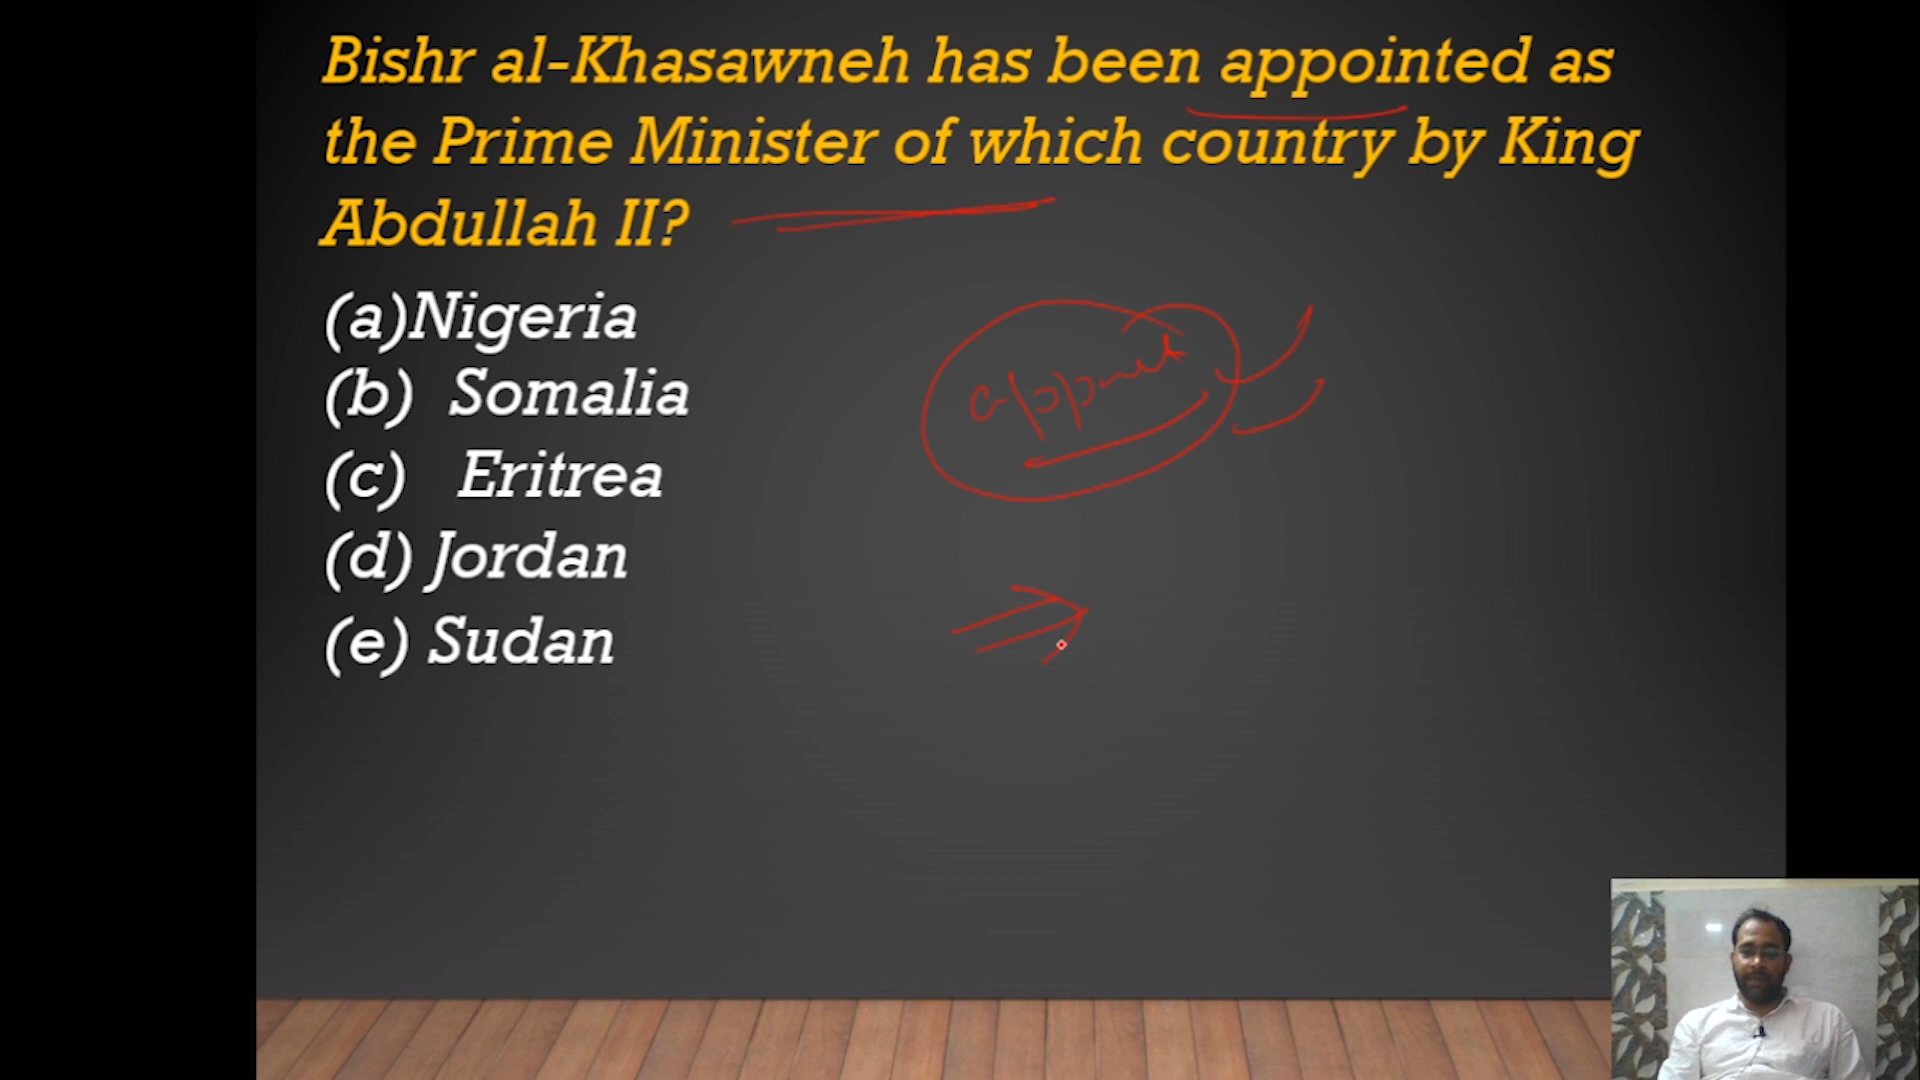 Bishr al-Khasawneh has been appointed as
the Prime Minister of which country by King
Abdullah II?
(a)Nigeria
(b) Somalia
(c) Eritrea
(d) Jordan
(e) Sudan